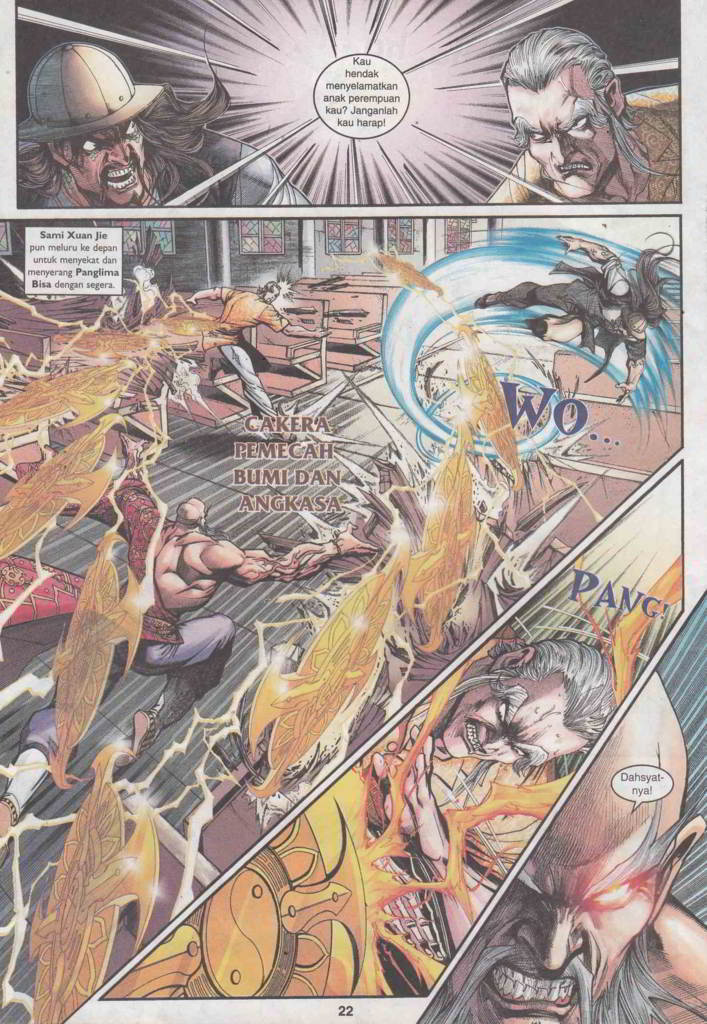 Kau
hendak
menyelamatkan
anak perempuan
kau? Janganlah
kau harap!
Sami Xuan Jie
pun meluru ke depan
untuk menyekat dan
menyerang Panglima
Bisa dengan segera.
CAKERA
PEMECAH
BUMI DAN
ANGKASA
WO...
PANG!
Dahsyat-
nya!
22